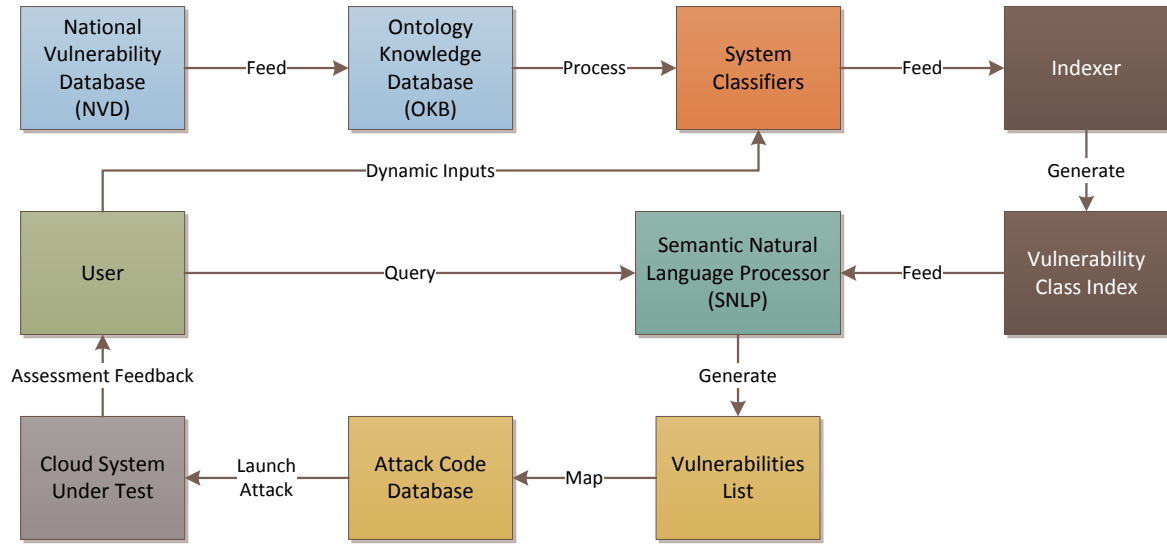 National
Vulnerability
Database
(NVD)
Feed
Ontology
Knowledge
Database
(OKB)
Process
System
Classifiers
Feed
Indexer
Generate
Dynamic Inputs
User
Query
Semantic Natural
Language Processor
(SNLP)
Feed
Vulnerability
Class Index
Assessment Feedback
Generate
Cloud System
Under Test
Launch
Attack
Attack Code
Database
Map
Vulnerabilities
List